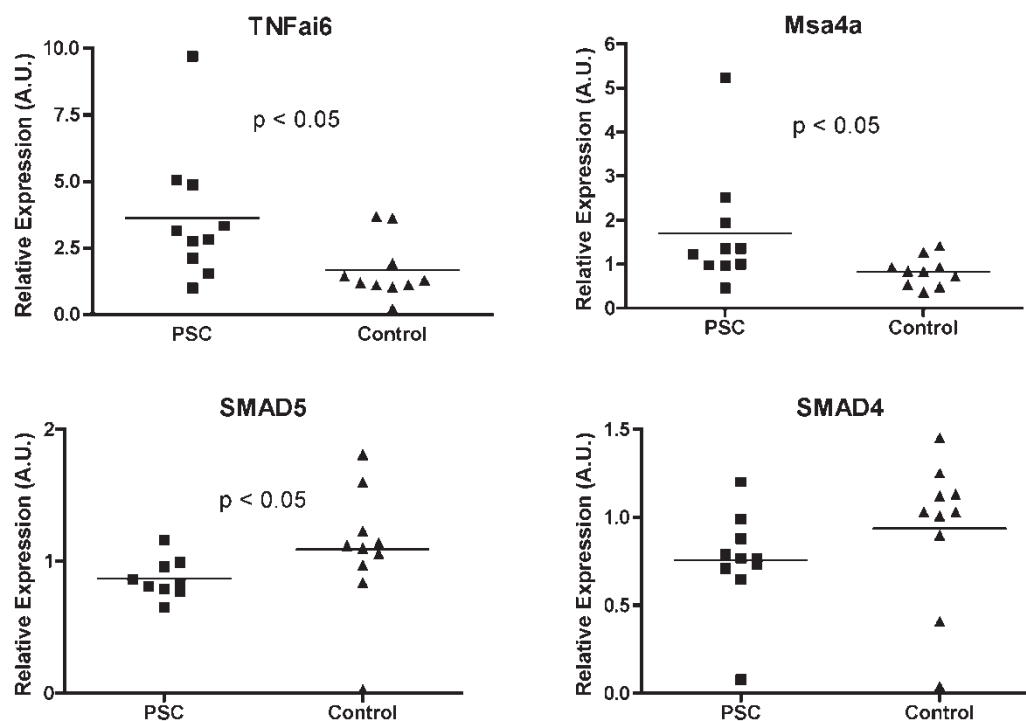 TNFai6
Relative Expression (A.U.)
10.0
7.5
5.0
2.5
0.0
p < 0.05
PSC
Control
Msa4a
Relative Expression (A.U.)
6
5
4
3
2
1
0
p < 0.05
PSC
Control
SMAD5
Relative Expression (A.U.)
2
1
0
p < 0.05
PSC
Control
SMAD4
Relative Expression (A.U.)
1.5
1.0
0.5
0.0
PSC
Control